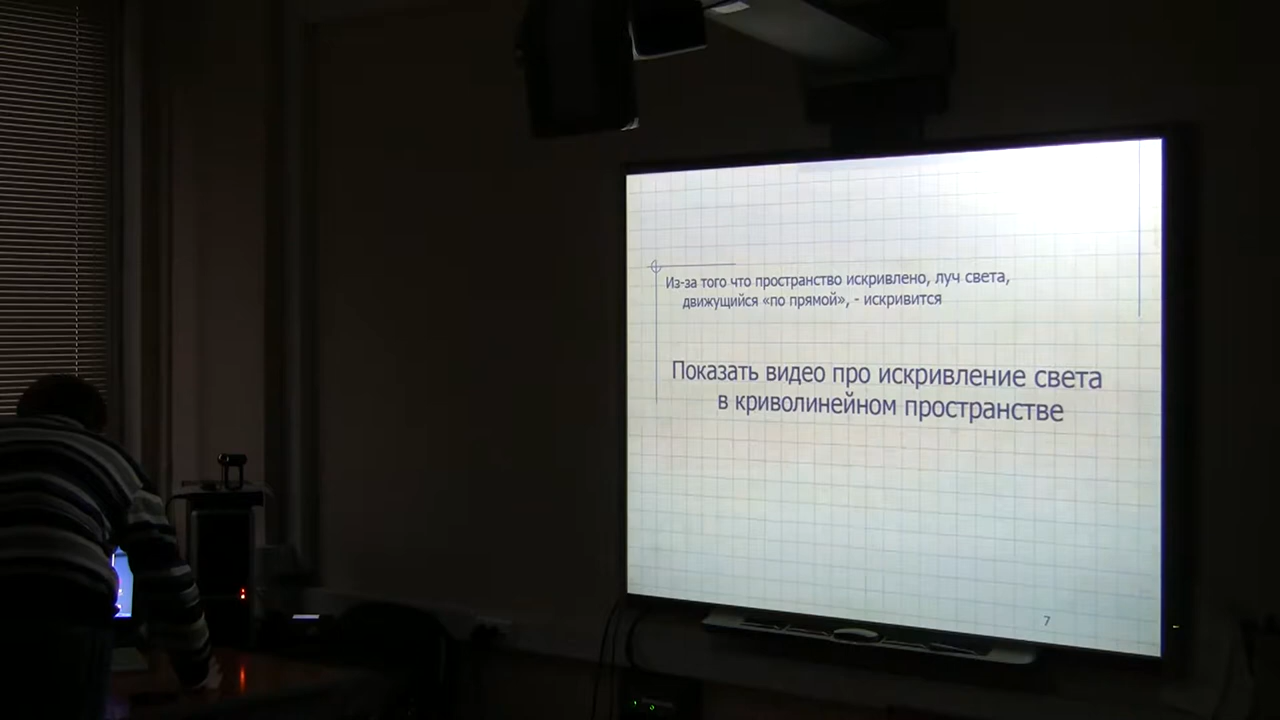 Из-за того что пространство искривлено, луч света,
движущийся «по прямой», - искривится
Показать видео про искривление света
в криволинейном пространстве
7